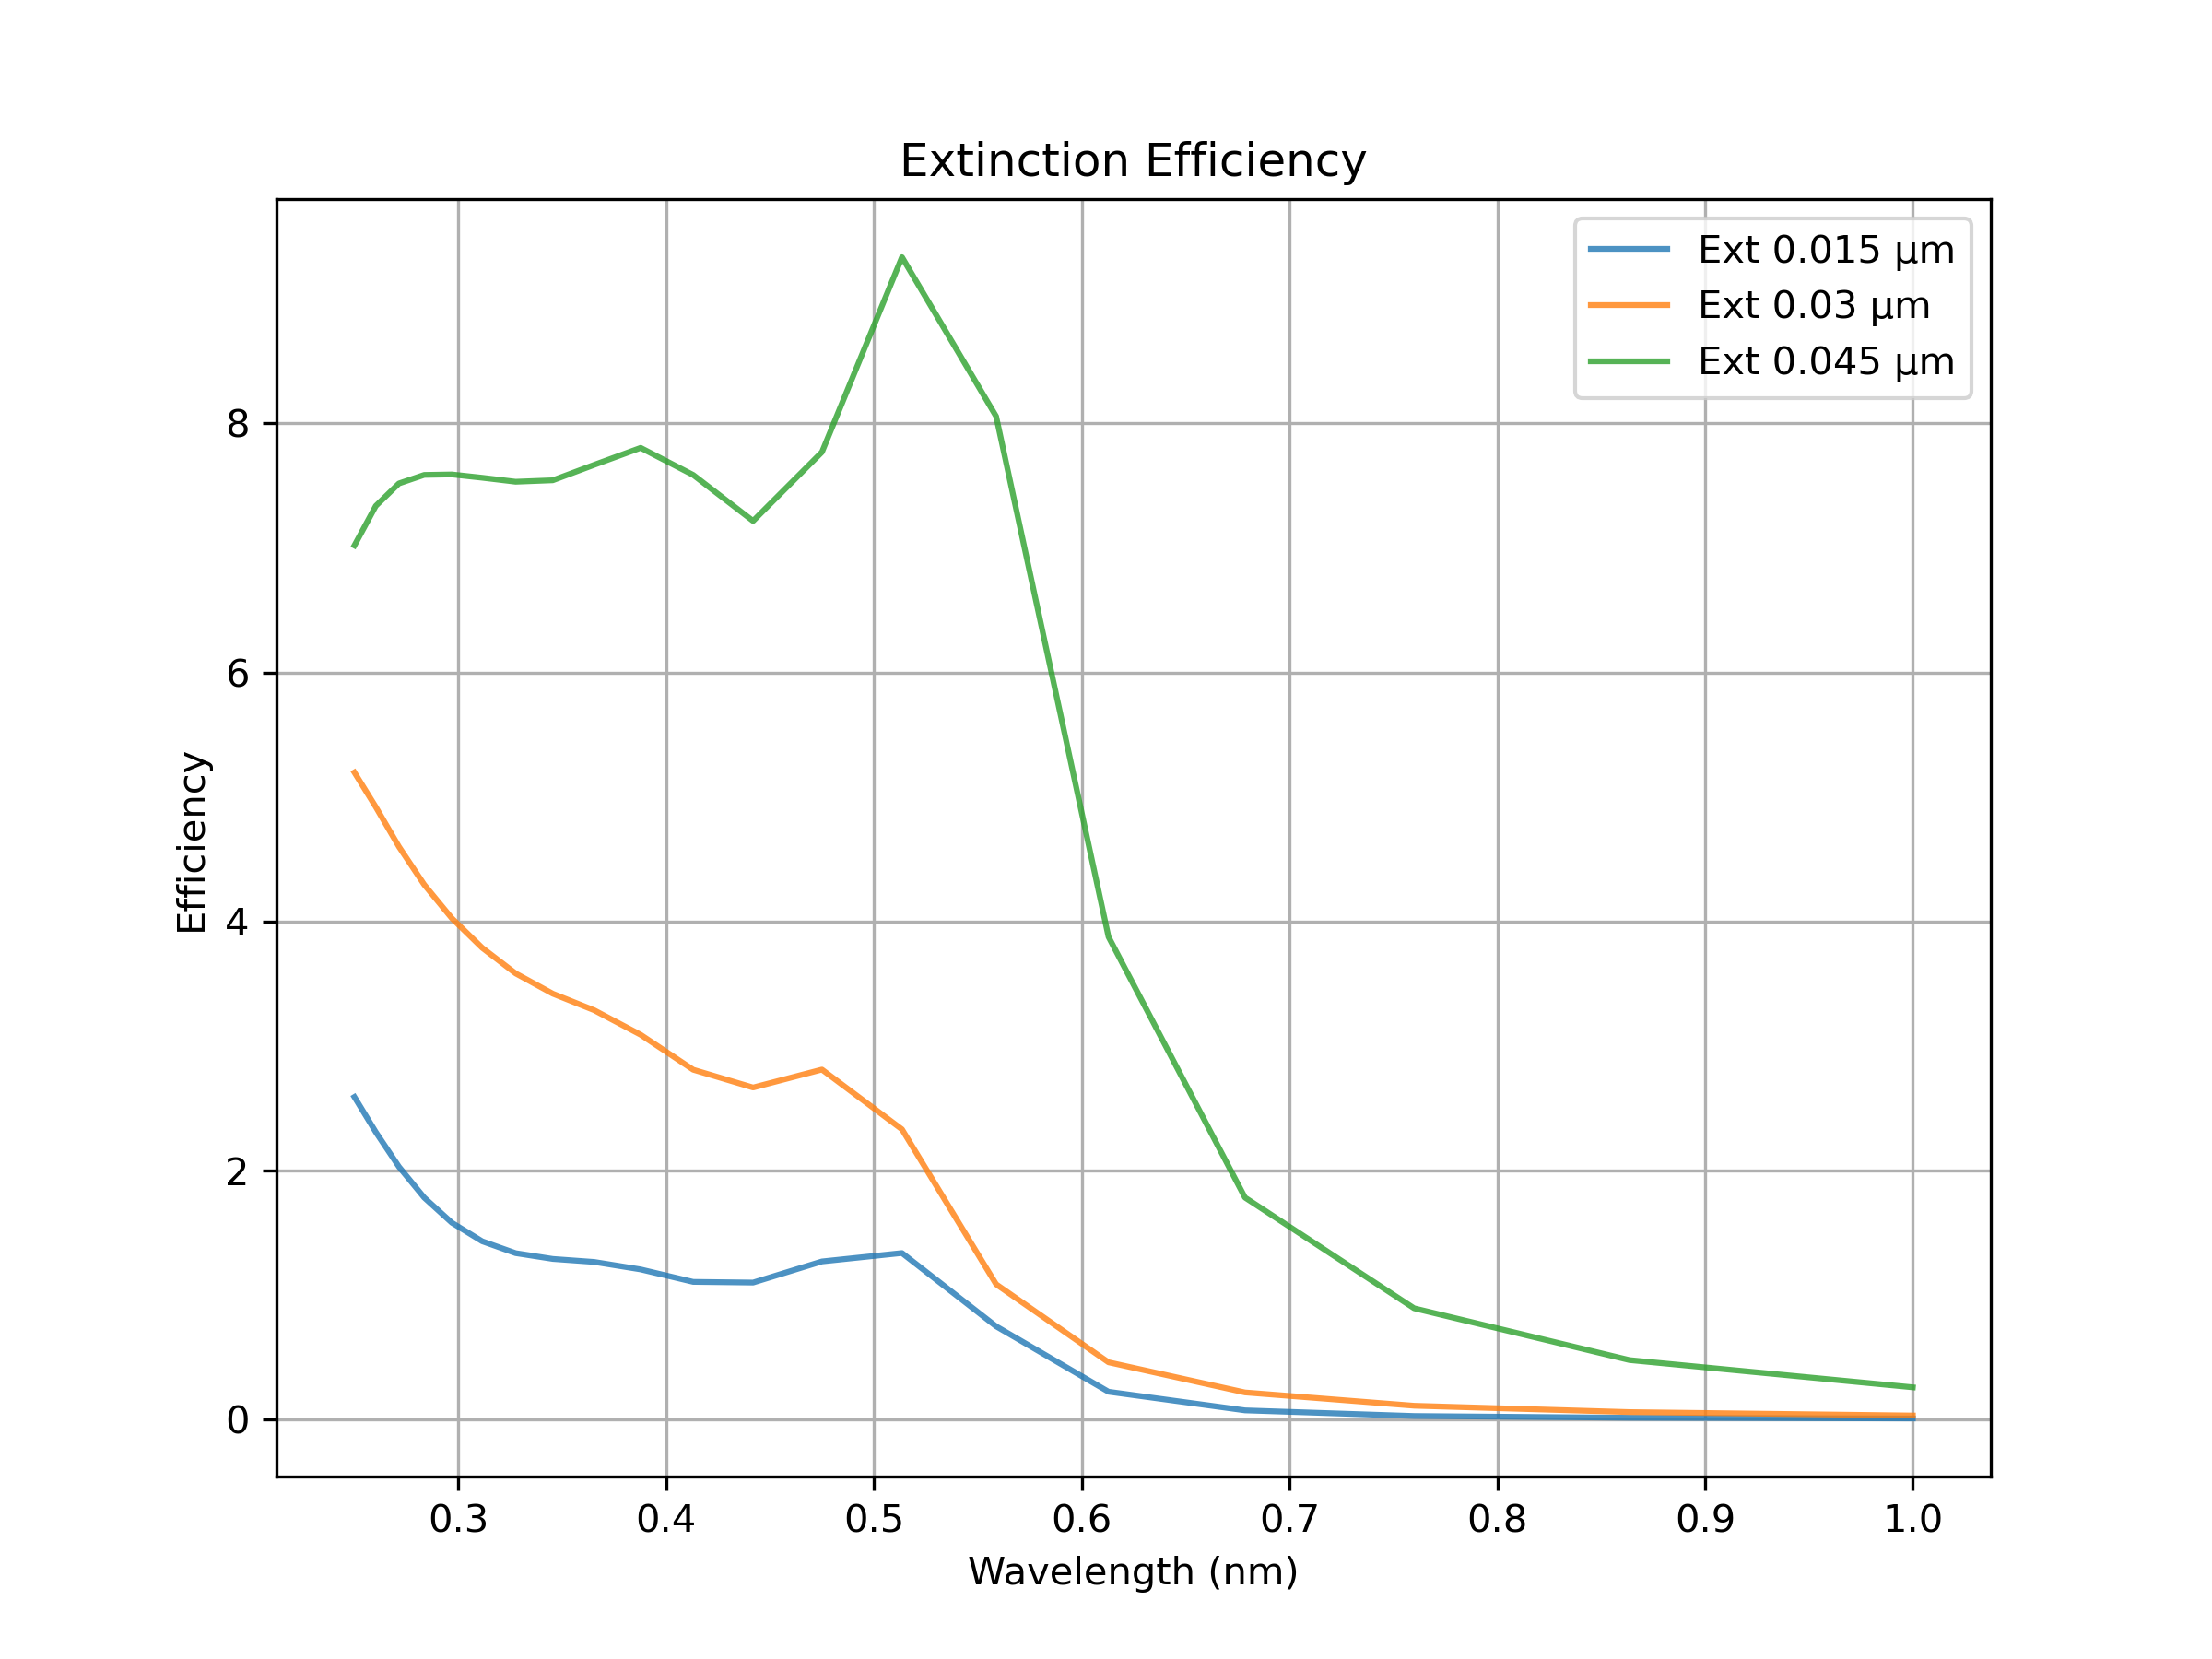 Extinction Efficiency
Ext 0.015 µm
Ext 0.03 µm
Ext 0.045 µm
8
6
4
2
0
Efficiency
0.3 0.4 0.5 0.6 0.7 0.8 0.9 1.0
Wavelength (nm)